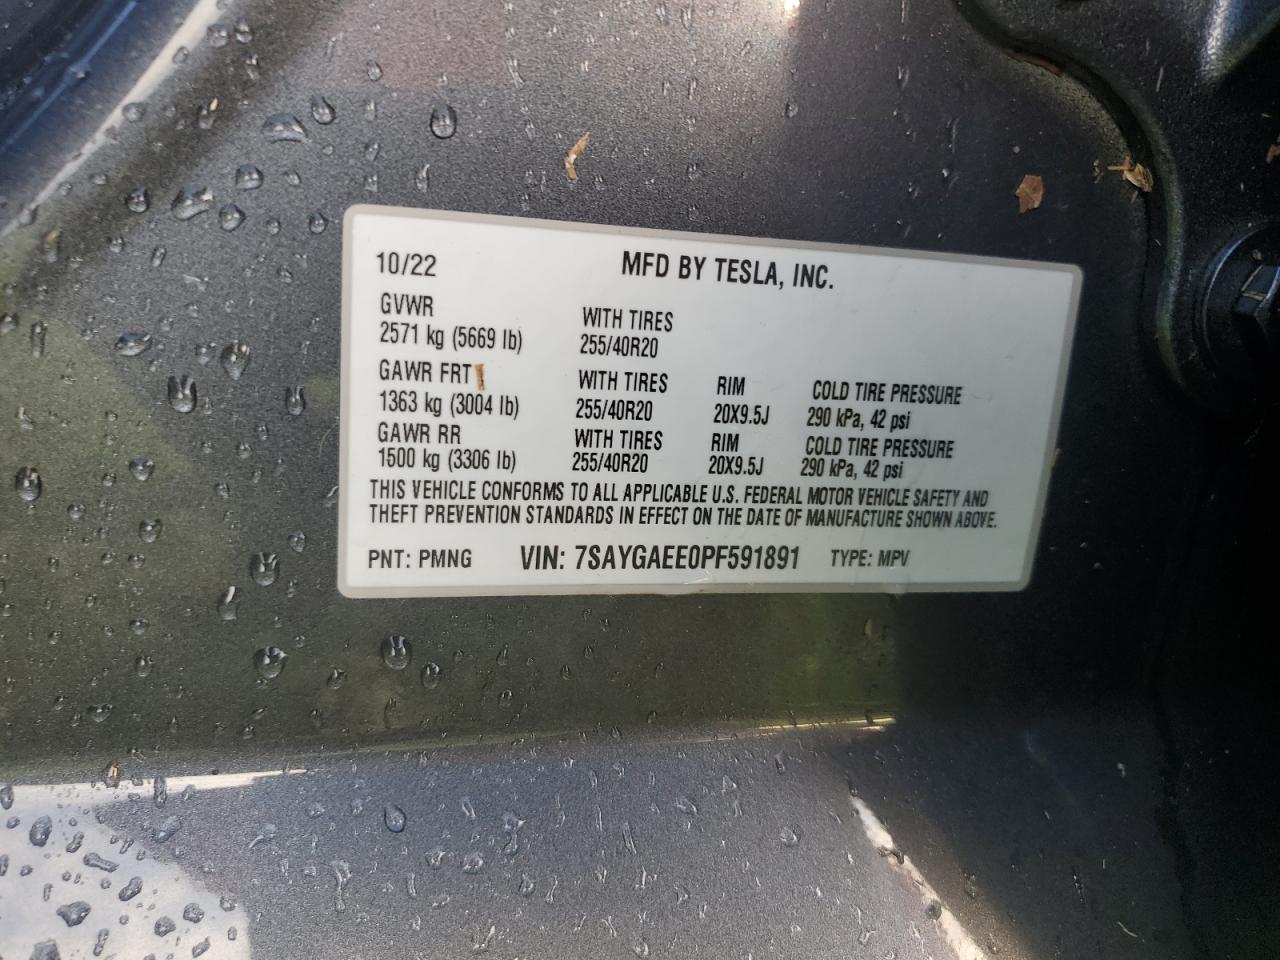 10/22 MFD BY TESLA, INC.
GVWR WITH TIRES
2571 kg (5669 lb) 255/40R20
GAWR FRT WITH TIRES RIM COLD TIRE PRESSURE
1363 kg (3004 lb) 255/40R20 20X9.5J 290 kPa, 42 psi
GAWR RR WITH TIRES RIM COLD TIRE PRESSURE
1500 kg (3306 lb) 255/40R20 20X9.5J 290 kPa, 42 psi
THIS VEHICLE CONFORMS TO ALL APPLICABLE U.S. FEDERAL MOTOR VEHICLE SAFETY AND
THEFT PREVENTION STANDARDS IN EFFECT ON THE DATE OF MANUFACTURE SHOWN ABOVE.
PNT: PMNG VIN: 7SAYGAEE0PF591891 TYPE: MPV